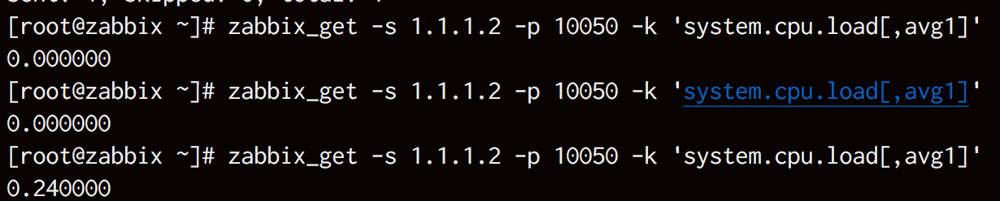 [root@zabbix ~]# zabbix_get -s 1.1.1.2 -p 10050 -k 'system.cpu.load[,avg1]'
0.000000
[root@zabbix ~]# zabbix_get -s 1.1.1.2 -p 10050 -k 'system.cpu.load[,avg1]'
0.000000
[root@zabbix ~]# zabbix_get -s 1.1.1.2 -p 10050 -k 'system.cpu.load[,avg1]'
0.240000